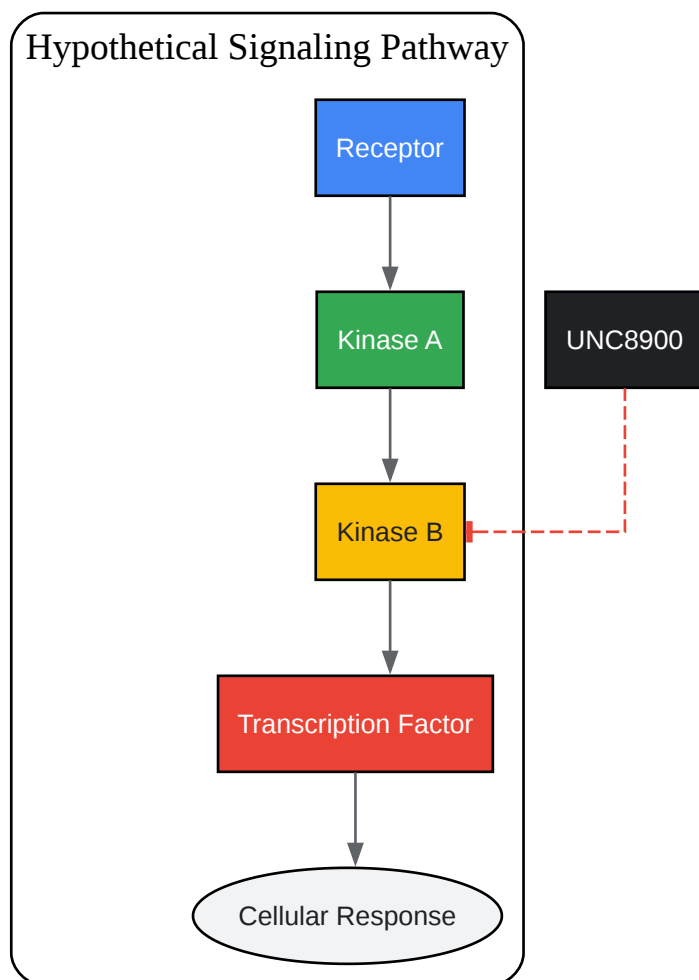 Hypothetical Signaling Pathway
Receptor
Kinase A
UNC8900
Kinase B
Transcription Factor
Cellular Response